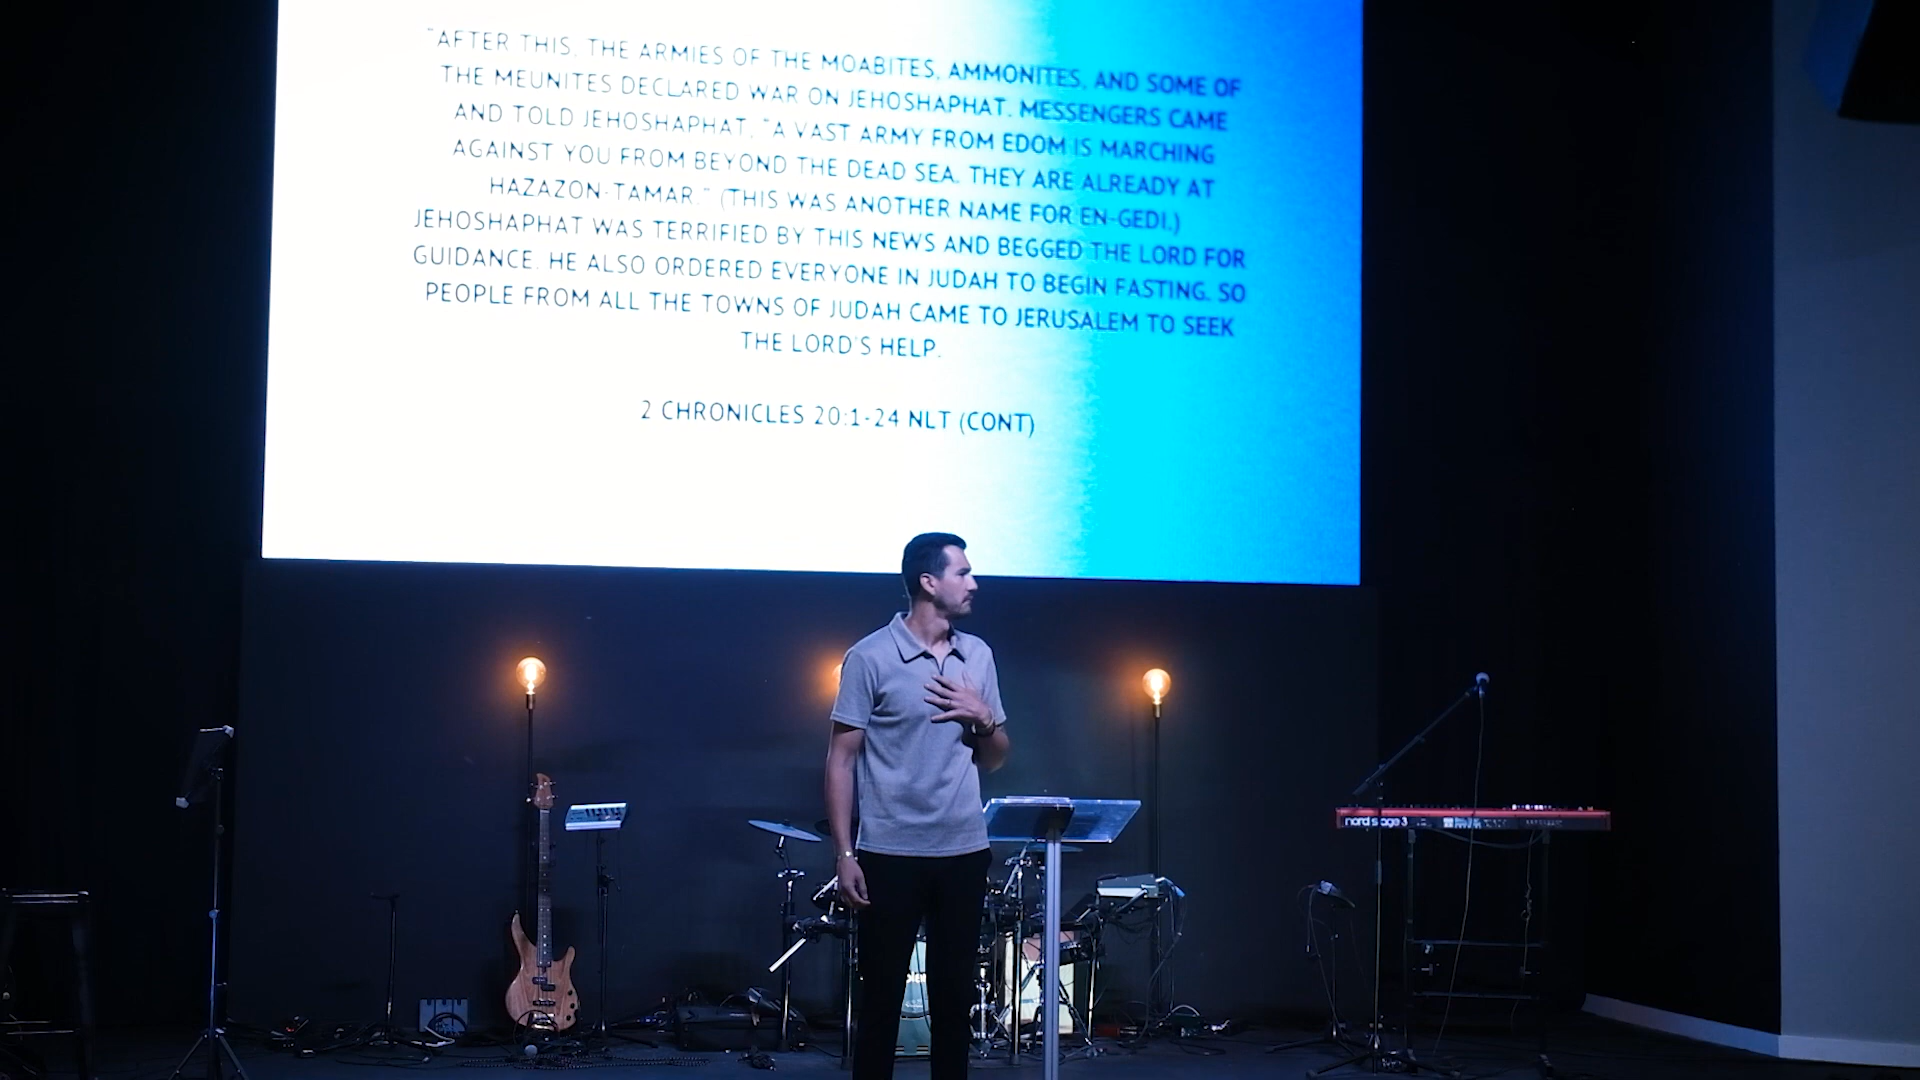 "AFTER THIS, THE ARMIES OF THE MOABITES, AMMONITES, AND SOME OF
THE MEUNITES DECLARED WAR ON JEHOSHAPHAT. MESSENGERS CAME
AND TOLD JEHOSHAPHAT, "A VAST ARMY FROM EDOM IS MARCHING
AGAINST YOU FROM BEYOND THE DEAD SEA. THEY ARE ALREADY AT
HAZAZON-TAMAR." (THIS WAS ANOTHER NAME FOR EN-GEDI.)
JEHOSHAPHAT WAS TERRIFIED BY THIS NEWS AND BEGGED THE LORD FOR
GUIDANCE. HE ALSO ORDERED EVERYONE IN JUDAH TO BEGIN FASTING. SO
PEOPLE FROM ALL THE TOWNS OF JUDAH CAME TO JERUSALEM TO SEEK
THE LORD'S HELP.
2 CHRONICLES 20:1-24 NLT (CONT)
nord stage 3